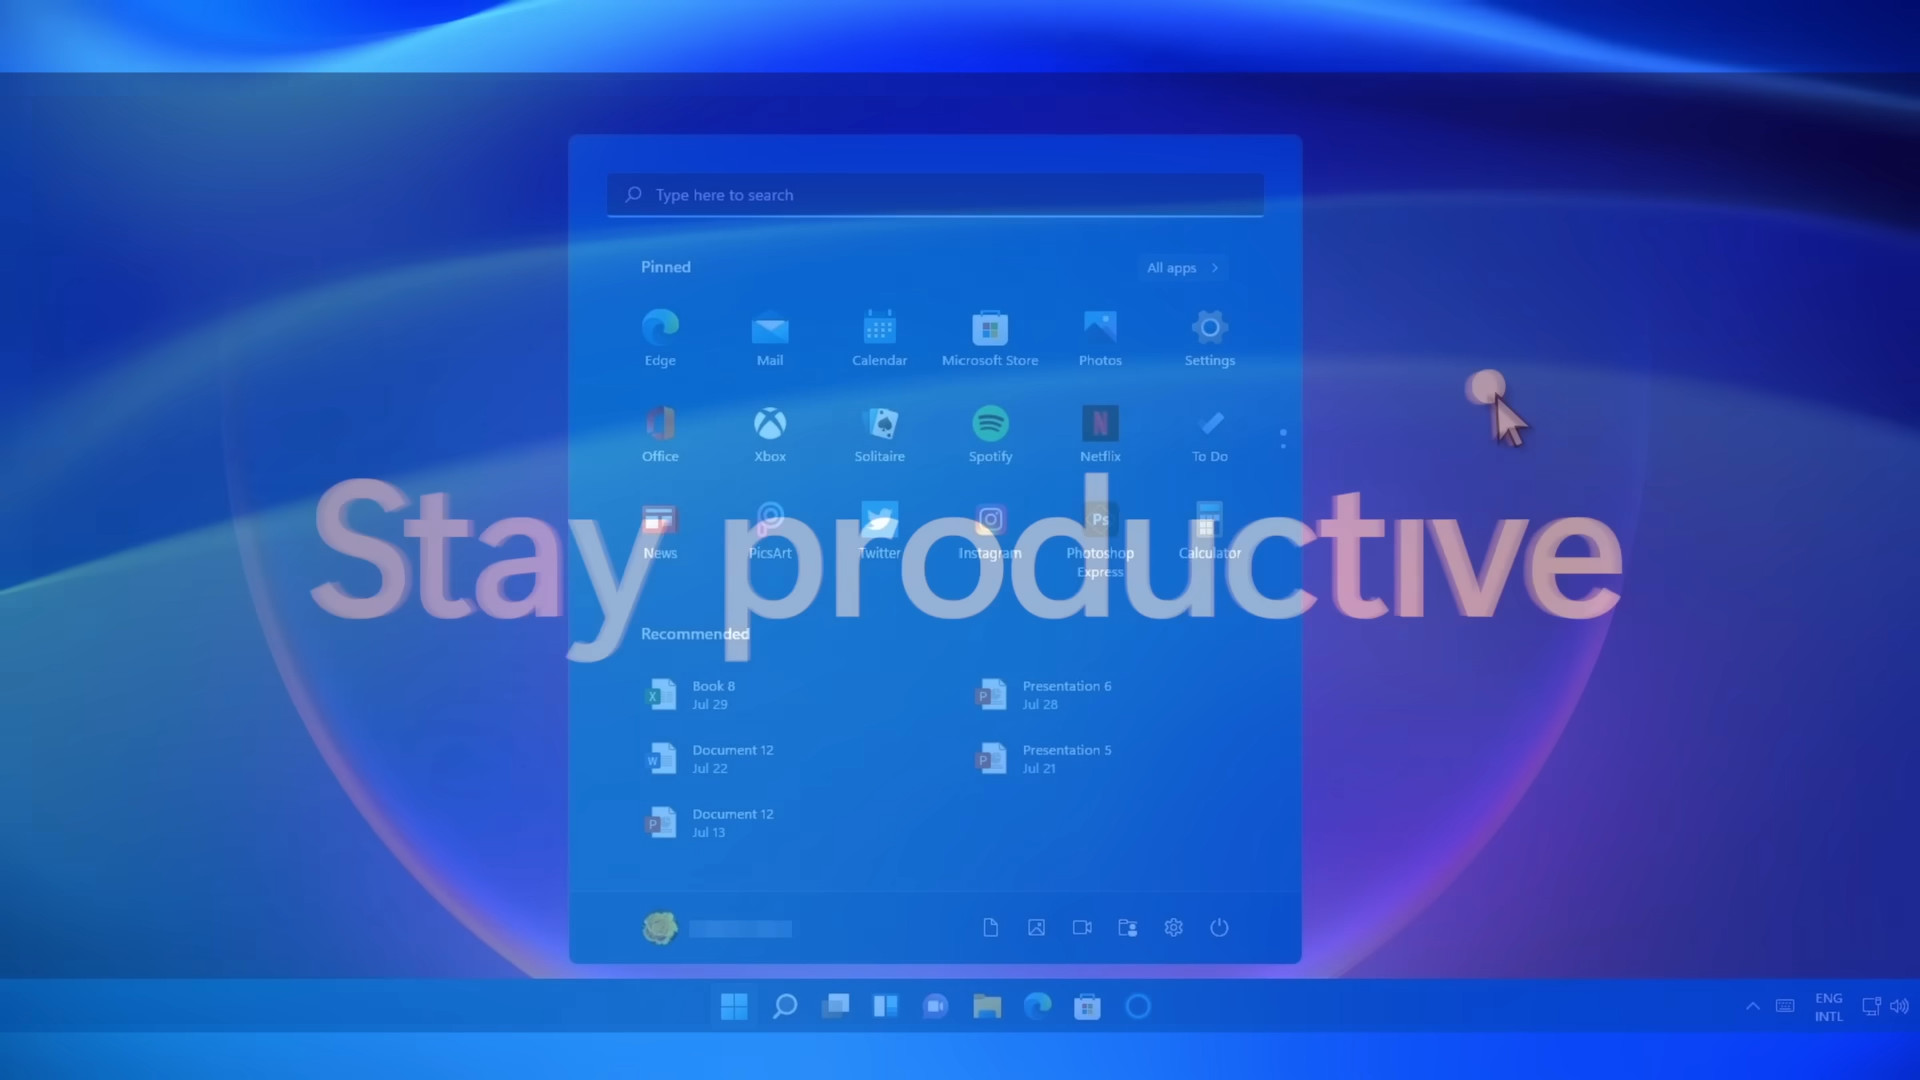 Type here to search
Pinned
All apps
Edge
Mail
Calendar
Microsoft Store
Photos
Settings
Office
Xbox
Solitaire
Spotify
Netflix
To Do
News
PicsArt
Twitter
Instagram
Ps
Photoshop
Express
Calculator
Stay productive
Recommended
Book 8
Jul 29
Presentation 6
Jul 28
Document 12
Jul 22
Presentation 5
Jul 21
Document 12
Jul 13
ENG
INTL